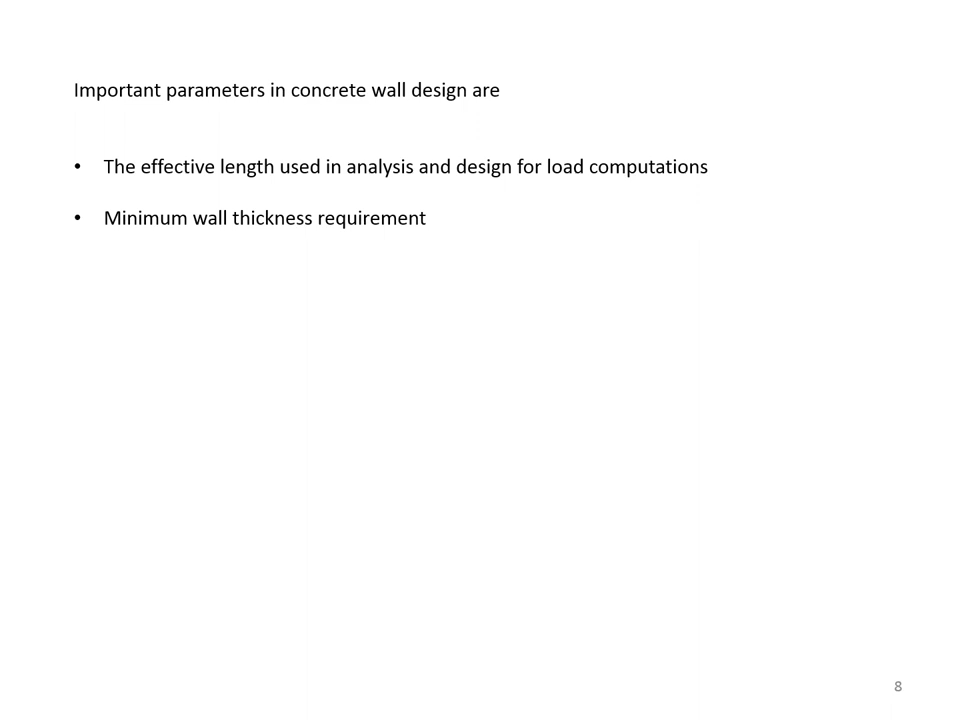 Important parameters in concrete wall design are
• The effective length used in analysis and design for load computations
• Minimum wall thickness requirement
8